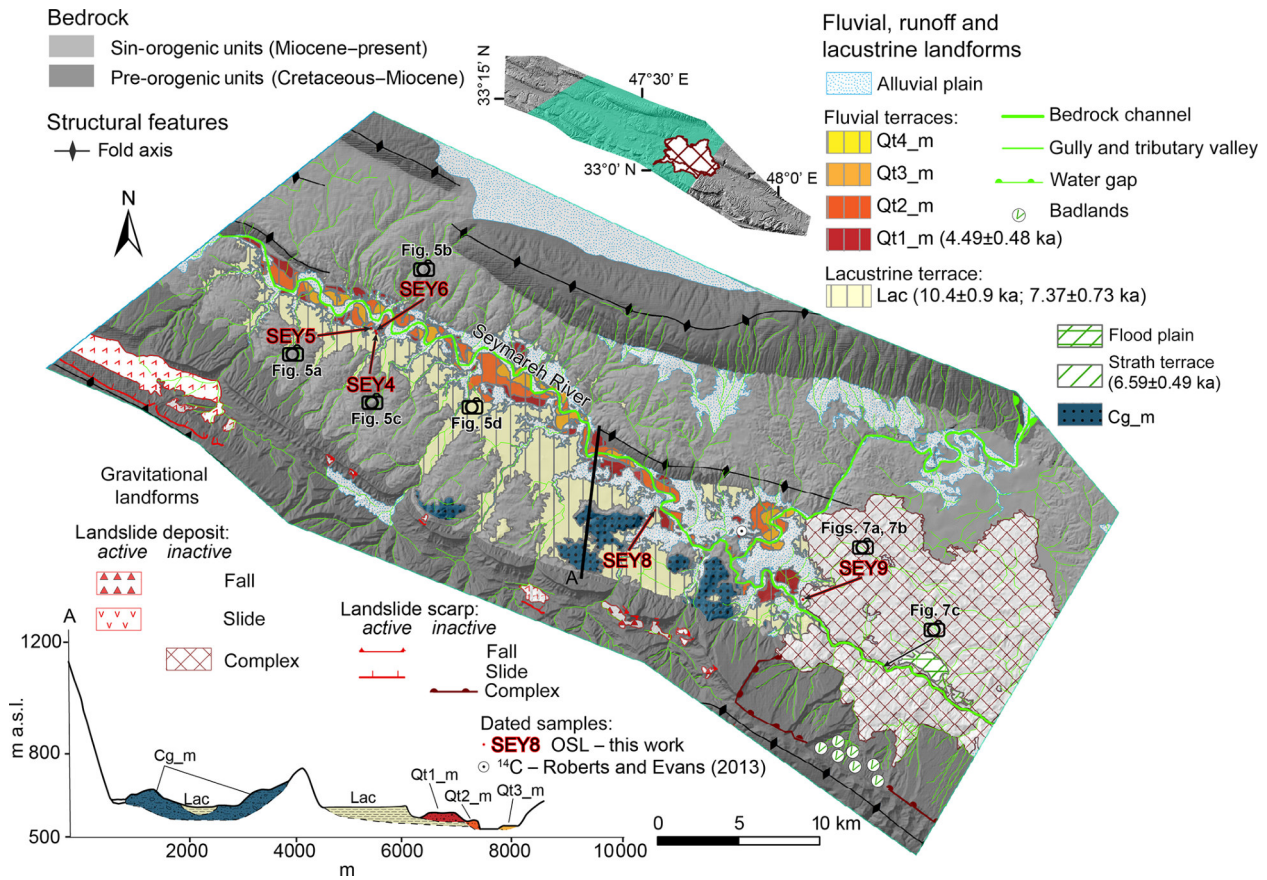 Bedrock
Sin-orogenic units (Miocene–present)
Pre-orogenic units (Cretaceous–Miocene)
Structural features
Fold axis
N
33°15' N
47°30' E
33°0' N
48°0' E
Fluvial, runoff and
lacustrine landforms
Alluvial plain
Fluvial terraces:
Qt4_m
Qt3_m
Qt2_m
Qt1_m (4.49±0.48 ka)
Lacustrine terrace:
Lac (10.4±0.9 ka; 7.37±0.73 ka)
Bedrock channel
Gully and tributary valley
Water gap
Badlands
Flood plain
Strath terrace
(6.59±0.49 ka)
Cg_m
Fig. 5b
SEY6
SEY5
Fig. 5a
SEY4
Fig. 5c
Fig. 5d
Seymareh River
SEY8
A
Figs. 7a, 7b
SEY9
Fig. 7c
Gravitational
landforms
Landslide deposit:
active inactive
Fall
Slide
Complex
Landslide scarp:
active inactive
Fall
Slide
Complex
Dated samples:
SEY8 OSL – this work
14C – Roberts and Evans (2013)
0 5 10 km
A
1200
800
500
m a.s.l.
Cg_m
Lac
Lac
Qt1_m
Qt2_m
Qt3_m
2000 4000 6000 8000 10000
m